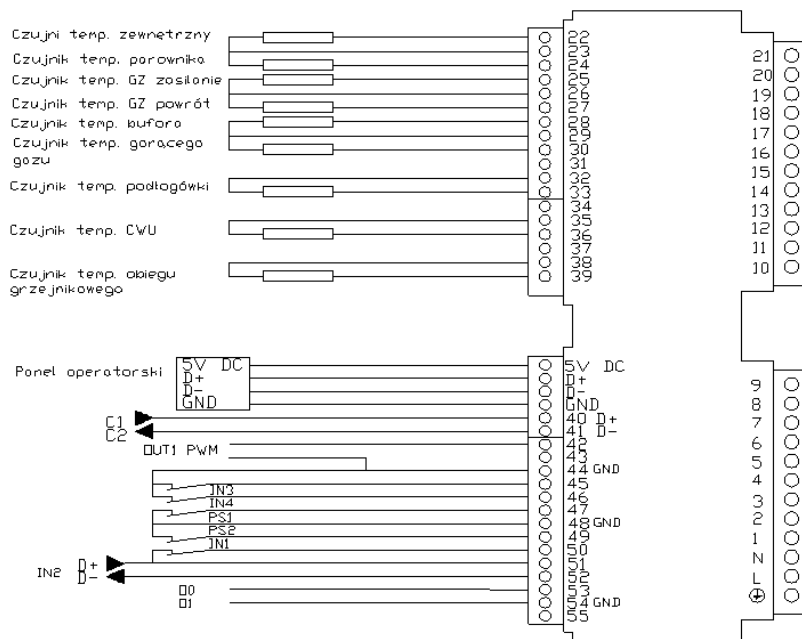 Czujni temp. zewnętrzny
Czujnik temp. parownika
Czujnik temp. GZ zasilanie
Czujnik temp. GZ powrót
Czujnik temp. bufora
Czujnik temp. gorącego
gazu
Czujnik temp. podłogówki
Czujnik temp. CWU
Czujnik temp. obiegu
grzejnikowego
22
23
24
25
26
27
28
29
30
31
32
33
34
35
36
37
38
39
21
20
19
18
17
16
15
14
13
12
11
10
Panel operatorski
5V DC
D+
D-
GND
C1
C2
OUT1 PWM
IN3
IN4
PS1
PS2
IN1
IN2
D+
D-
O0
O1
5V DC
D+
D-
GND
40 D+
41 D-
42
43
44 GND
45
46
47
48 GND
49
50
51
52
53
54 GND
55
9
8
7
6
5
4
3
2
1
N
L